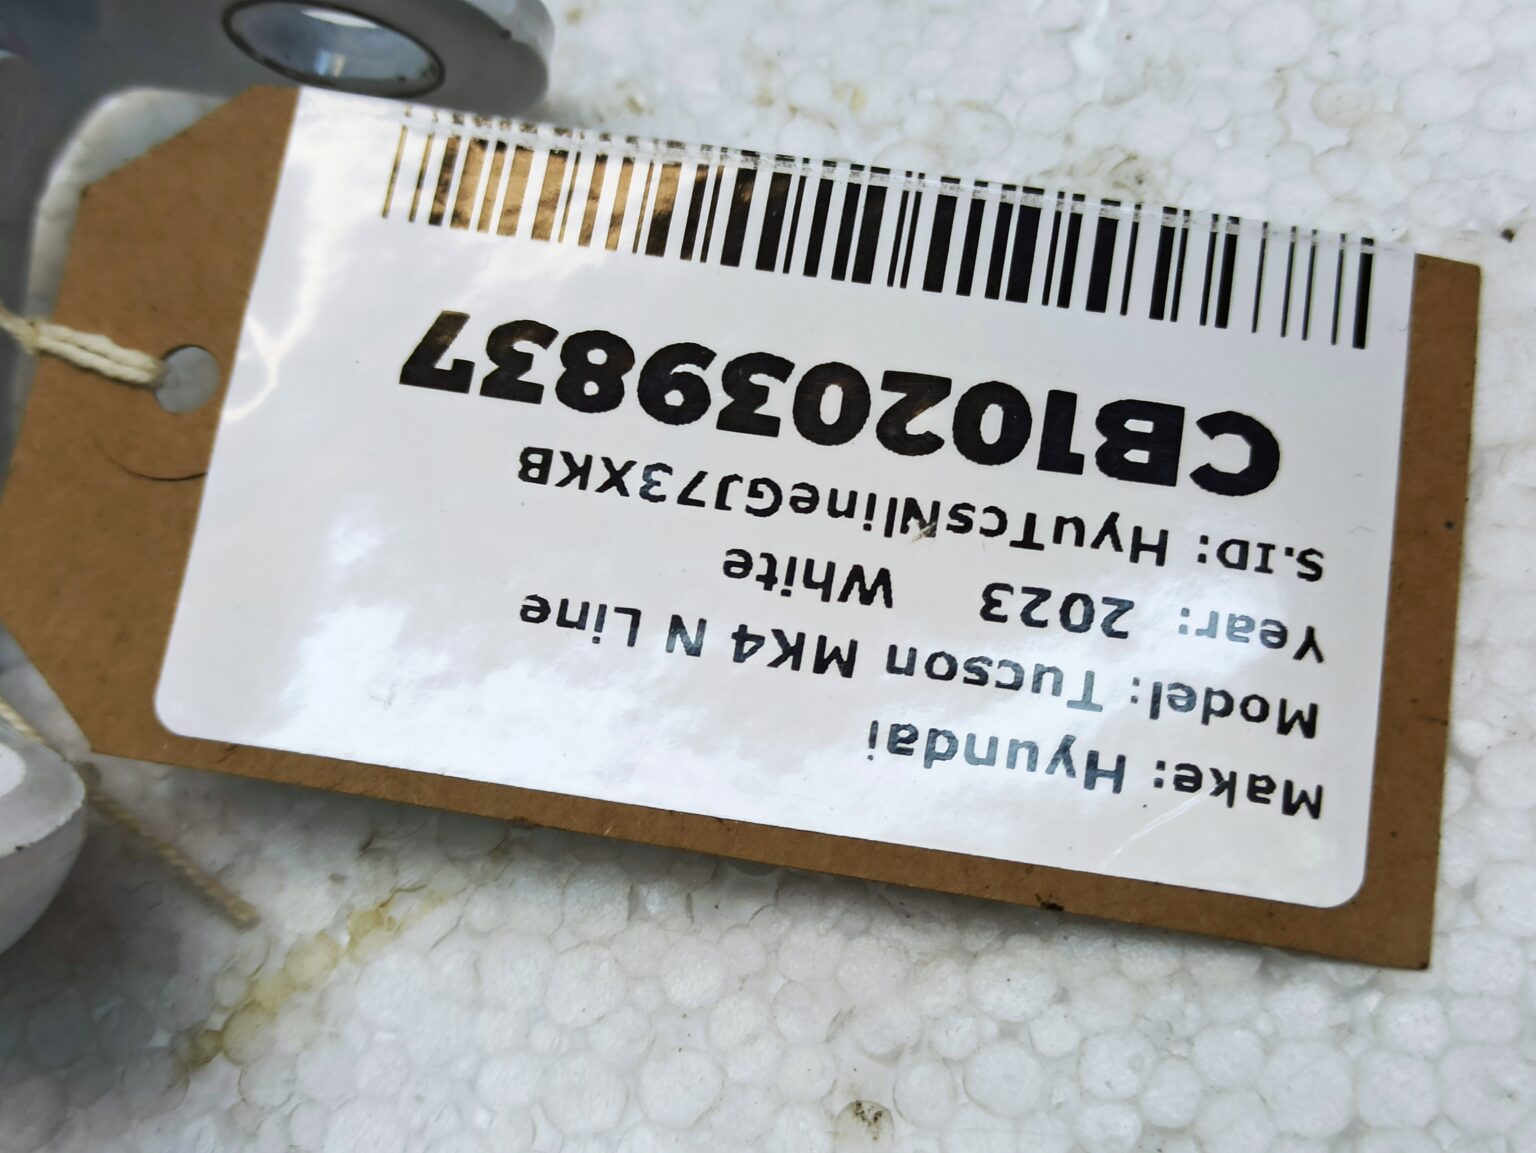 Make: Hyundai
Model: Tucson MK4 N Line
Year: 2023 White
S.ID: HyuTcsNlineGJ73XKB
CB102039837